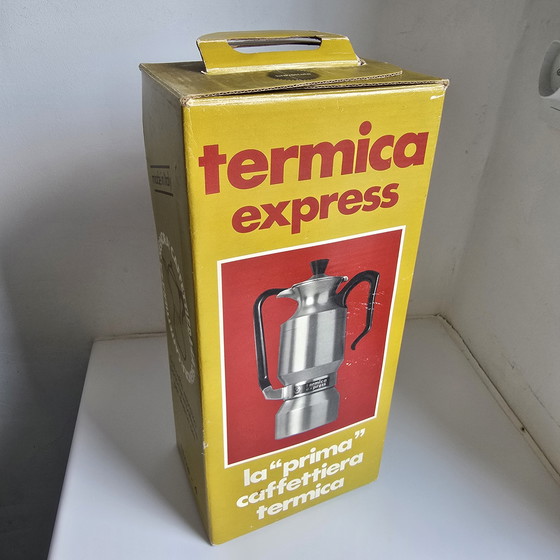 termica
express
la "prima"
caffettiera
termica